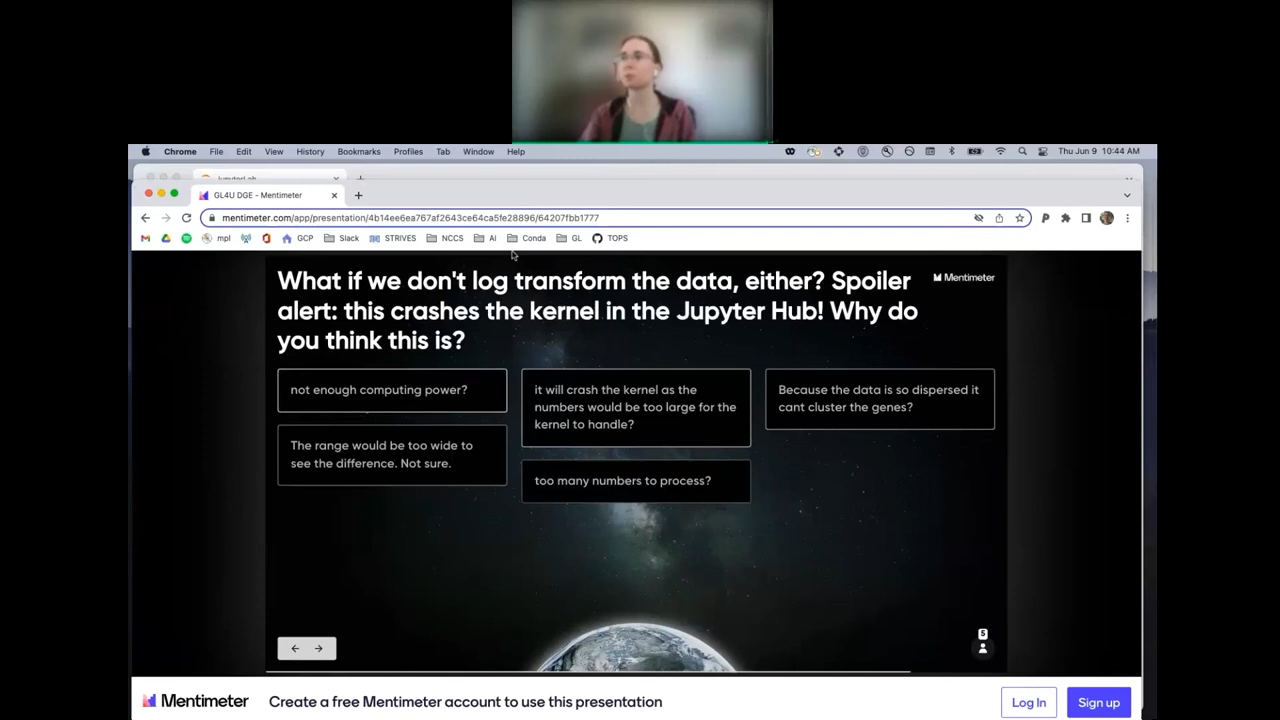 Chrome File Edit View History Bookmarks Profiles Tab Window Help Thu Jun 9 10:44 AM
GL4U DGE - Mentimeter
mentimeter.com/app/presentation/4b14ee6ea767af2643ce64ca5fe28896/64207fbb1777
mpl GCP Slack STRIVES NCCS AI Conda GL TOPS
What if we don't log transform the data, either? Spoiler
alert: this crashes the kernel in the Jupyter Hub! Why do
you think this is?
Mentimeter
not enough computing power?
The range would be too wide to
see the difference. Not sure.
it will crash the kernel as the
numbers would be too large for the
kernel to handle?
too many numbers to process?
Because the data is so dispersed it
cant cluster the genes?
5
Mentimeter Create a free Mentimeter account to use this presentation Log In Sign up